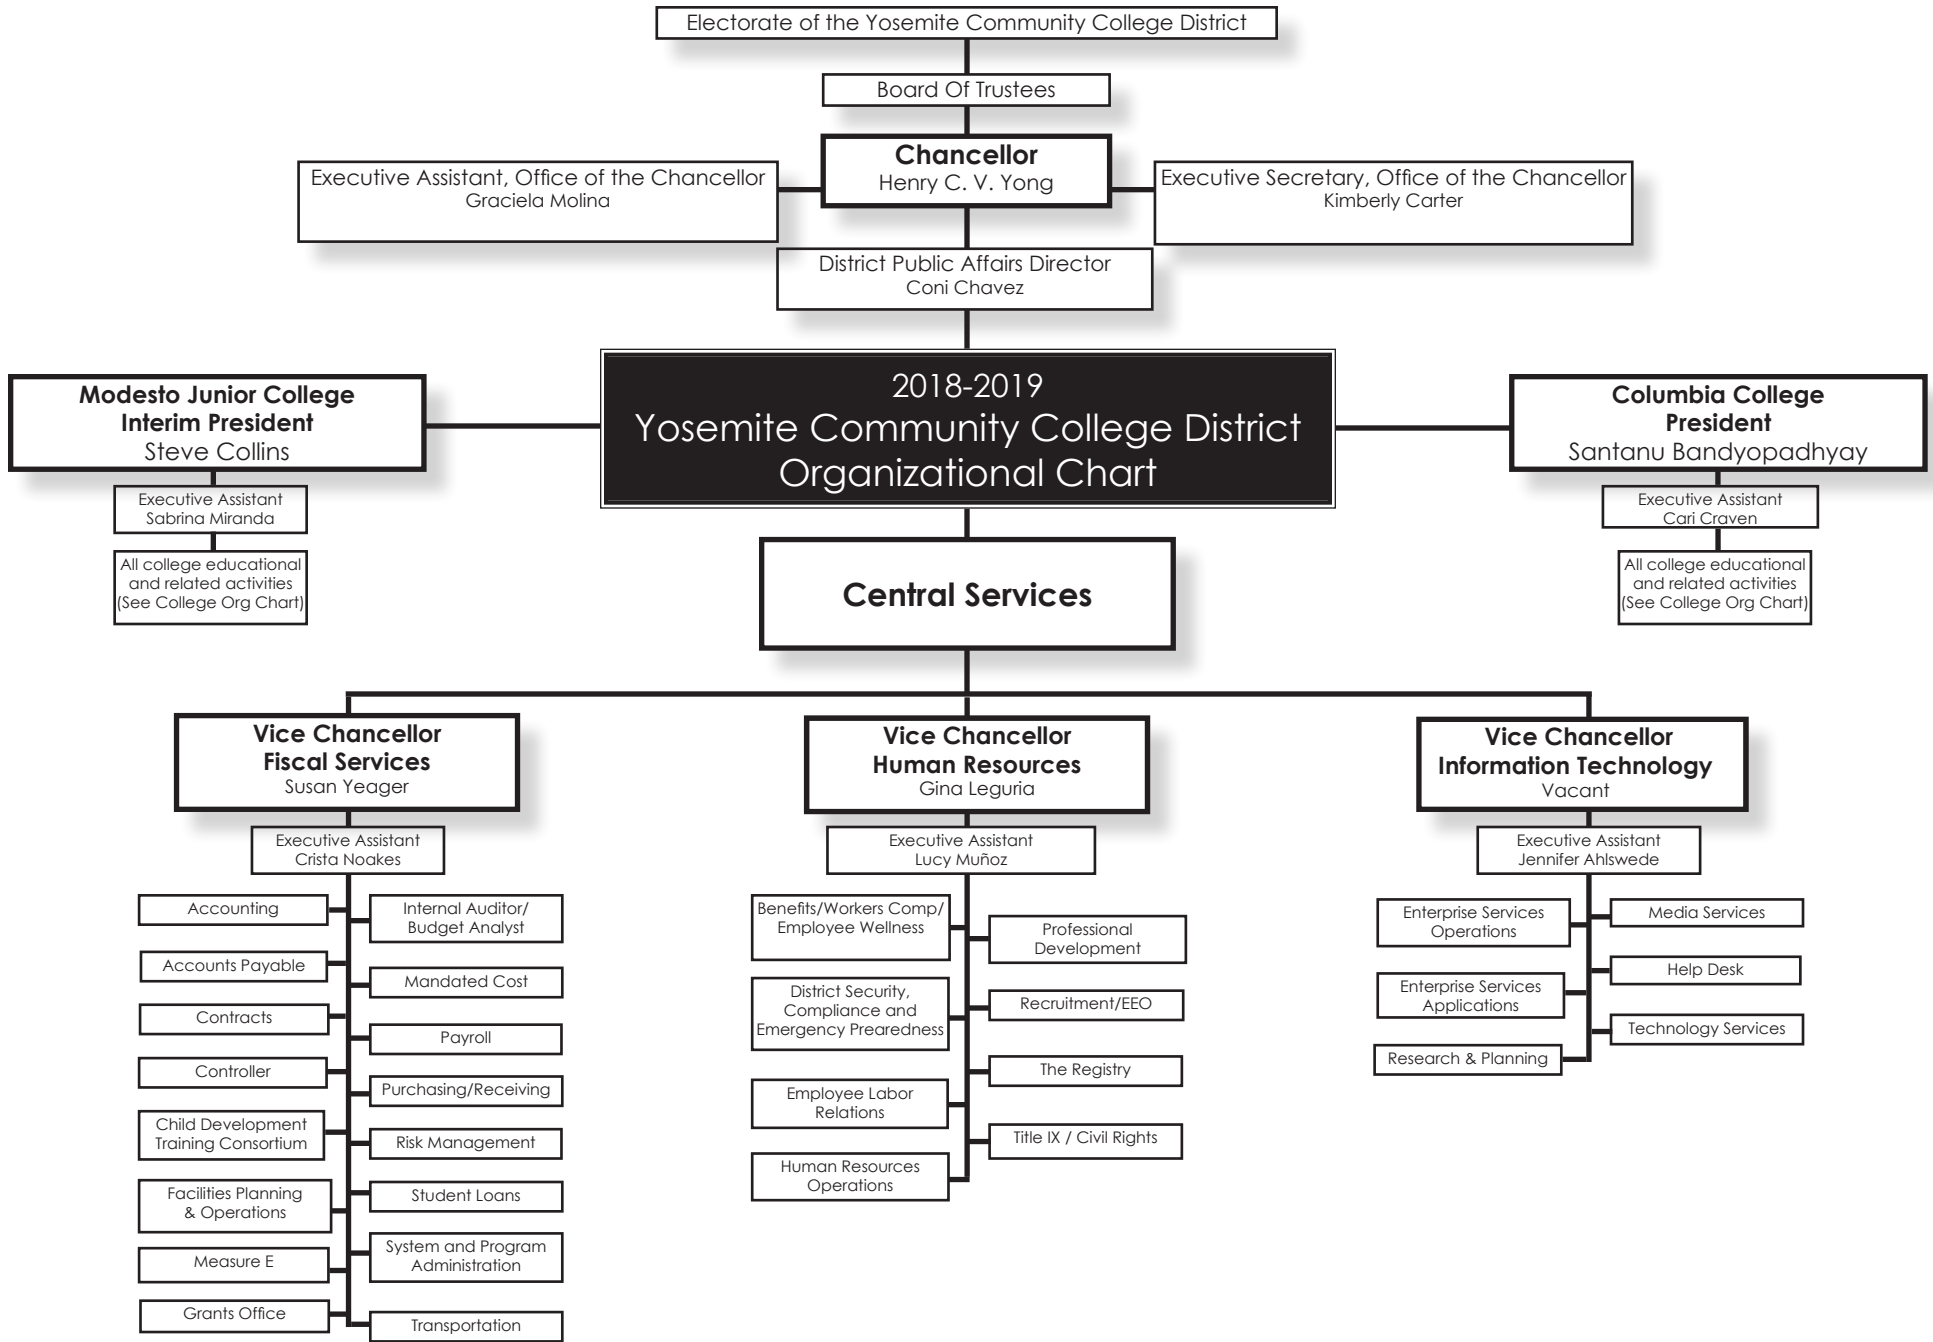 Electorate of the Yosemite Community College District
Board Of Trustees
Chancellor
Henry C. V. Yong
Executive Assistant, Office of the Chancellor
Graciela Molina
Executive Secretary, Office of the Chancellor
Kimberly Carter
District Public Affairs Director
Coni Chavez
2018-2019
Yosemite Community College District
Organizational Chart
Modesto Junior College
Interim President
Steve Collins
Executive Assistant
Sabrina Miranda
All college educational
and related activities
(See College Org Chart)
Columbia College
President
Santanu Bandyopadhyay
Executive Assistant
Cari Craven
All college educational
and related activities
(See College Org Chart)
Central Services
Vice Chancellor
Fiscal Services
Susan Yeager
Executive Assistant
Crista Noakes
Accounting
Accounts Payable
Contracts
Controller
Child Development
Training Consortium
Facilities Planning
& Operations
Measure E
Grants Office
Internal Auditor/
Budget Analyst
Mandated Cost
Payroll
Purchasing/Receiving
Risk Management
Student Loans
System and Program
Administration
Transportation
Vice Chancellor
Human Resources
Gina Leguria
Executive Assistant
Lucy Muñoz
Benefits/Workers Comp/
Employee Wellness
District Security,
Compliance and
Emergency Prearedness
Employee Labor
Relations
Human Resources
Operations
Professional
Development
Recruitment/EEO
The Registry
Title IX / Civil Rights
Vice Chancellor
Information Technology
Vacant
Executive Assistant
Jennifer Ahlswede
Enterprise Services
Operations
Enterprise Services
Applications
Research & Planning
Media Services
Help Desk
Technology Services